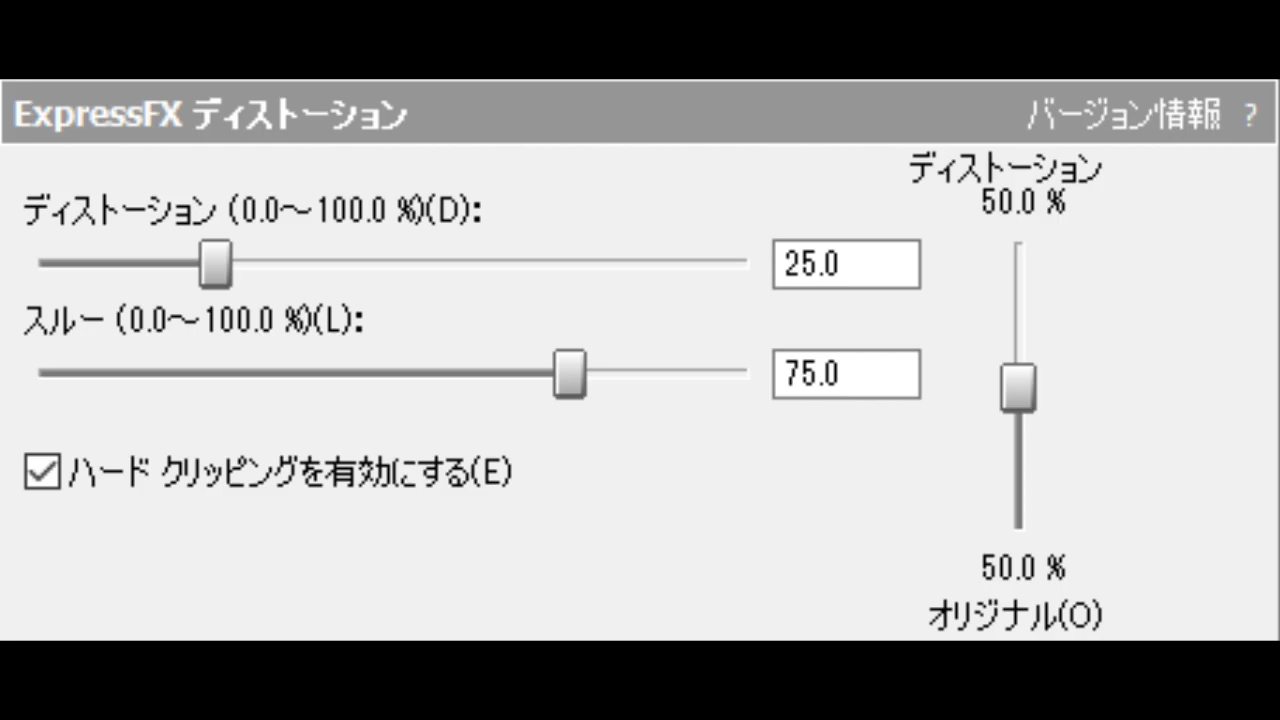 ExpressFX ディストーション
バージョン情報 ?
ディストーション
50.0 %
ディストーション (0.0～100.0 %)(D):
25.0
スルー (0.0～100.0 %)(L):
75.0
ハード クリッピングを有効にする(E)
50.0 %
オリジナル(O)